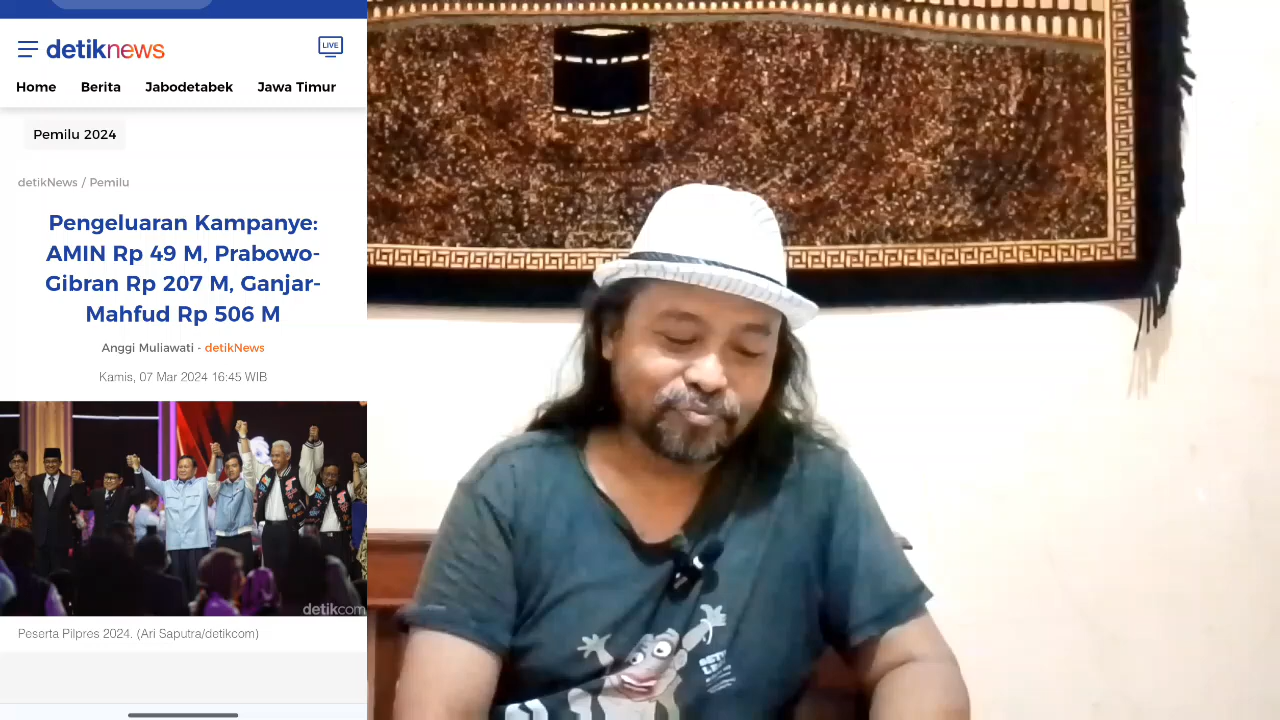 detiknews
LIVE
Home Berita Jabodetabek Jawa Timur
Pemilu 2024
detikNews / Pemilu
Pengeluaran Kampanye:
AMIN Rp 49 M, Prabowo-
Gibran Rp 207 M, Ganjar-
Mahfud Rp 506 M
Anggi Muliawati - detikNews
Kamis, 07 Mar 2024 16:45 WIB
detikcom
Peserta Pilpres 2024. (Ari Saputra/detikcom)